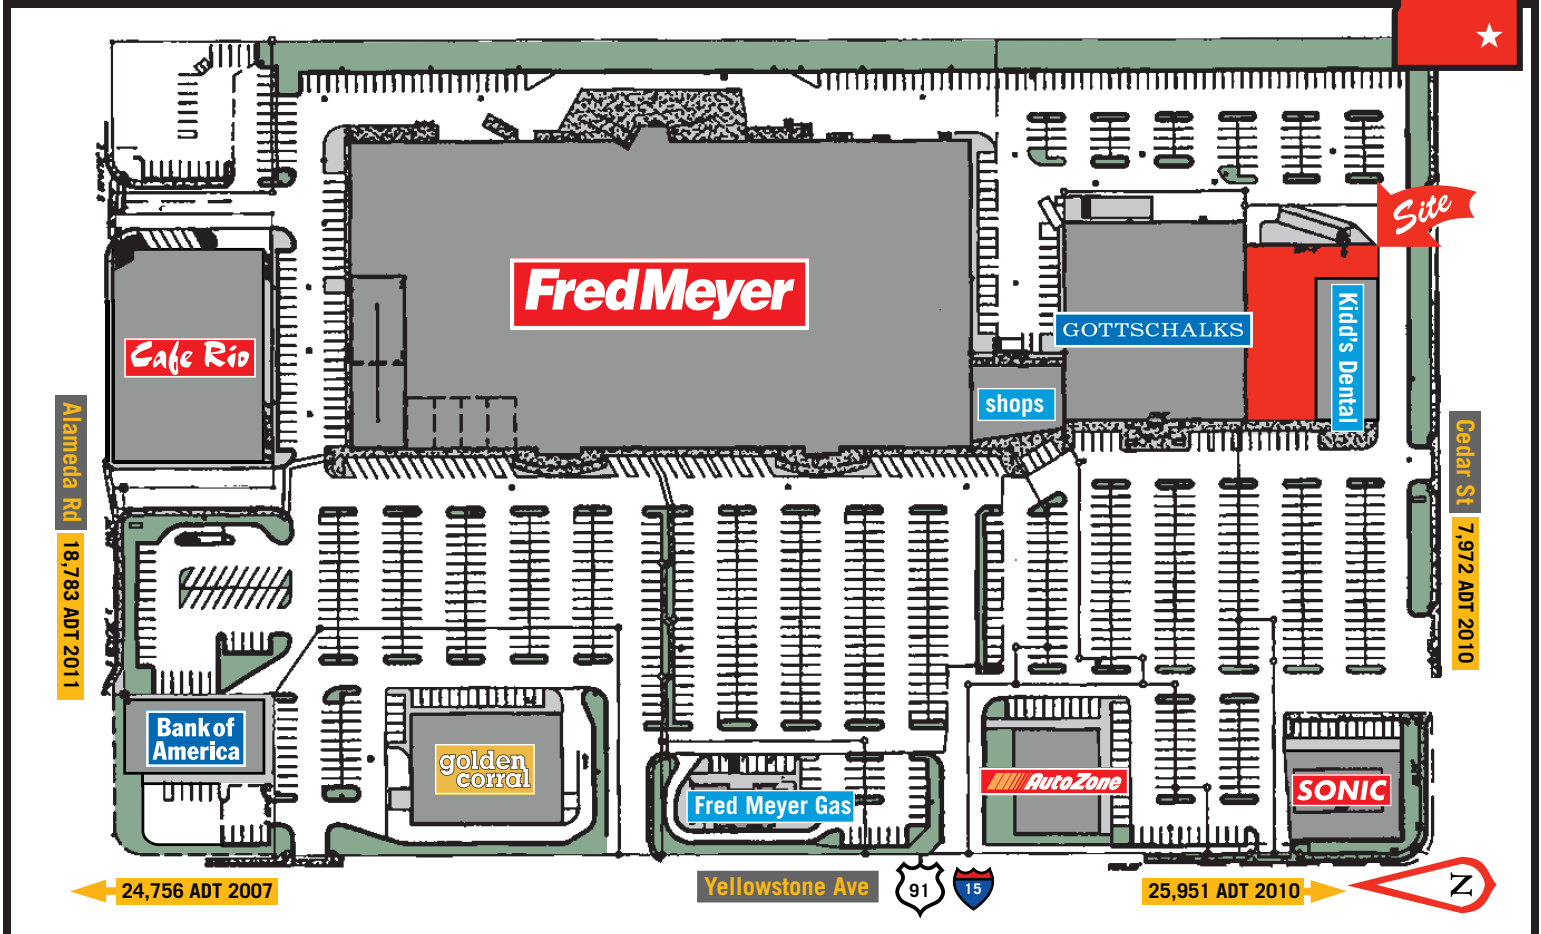 Site
FredMeyer
Kidd's Dental
GOTTSCHALKS
Cafe Rio
shops
Alameda Rd
18,783 ADT 2011
Cedar St
7,972 ADT 2010
Bank of
America
golden
corral
Fred Meyer Gas
AutoZone
SONIC
24,756 ADT 2007
Yellowstone Ave
91
15
25,951 ADT 2010
N